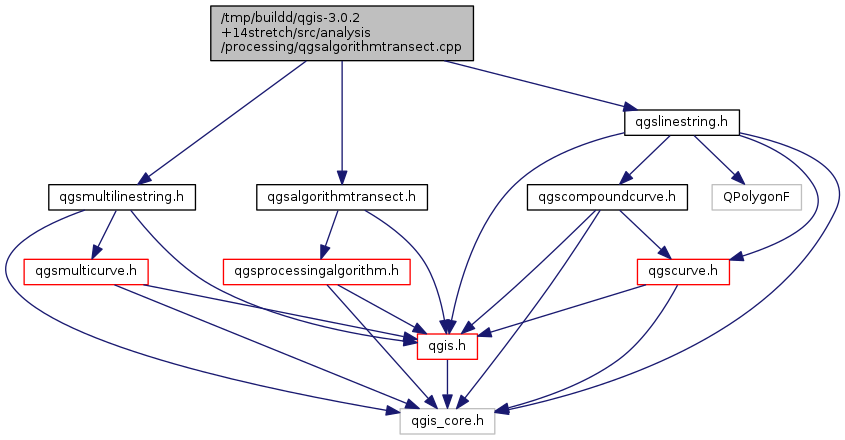 /tmp/buildd/qgis-3.0.2
+14stretch/src/analysis
/processing/qgsalgorithmtransect.cpp
qgslinestring.h
qgsmultilinestring.h
qgsalgorithmtransect.h
qgscompoundcurve.h
QPolygonF
qgsmulticurve.h
qgsprocessingalgorithm.h
qgscurve.h
qgis.h
qgis_core.h